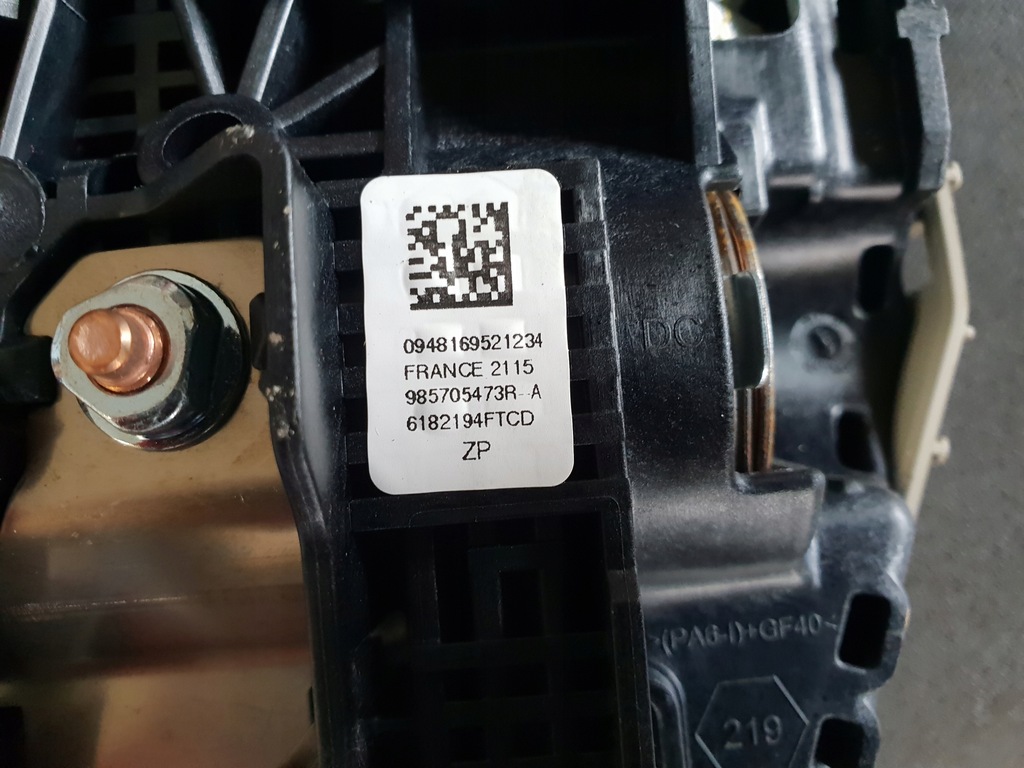 0948169521234
FRANCE 2115
985705473R-A
6182194FTCD
ZP
DC
>(PA6-I)+GF40<
219